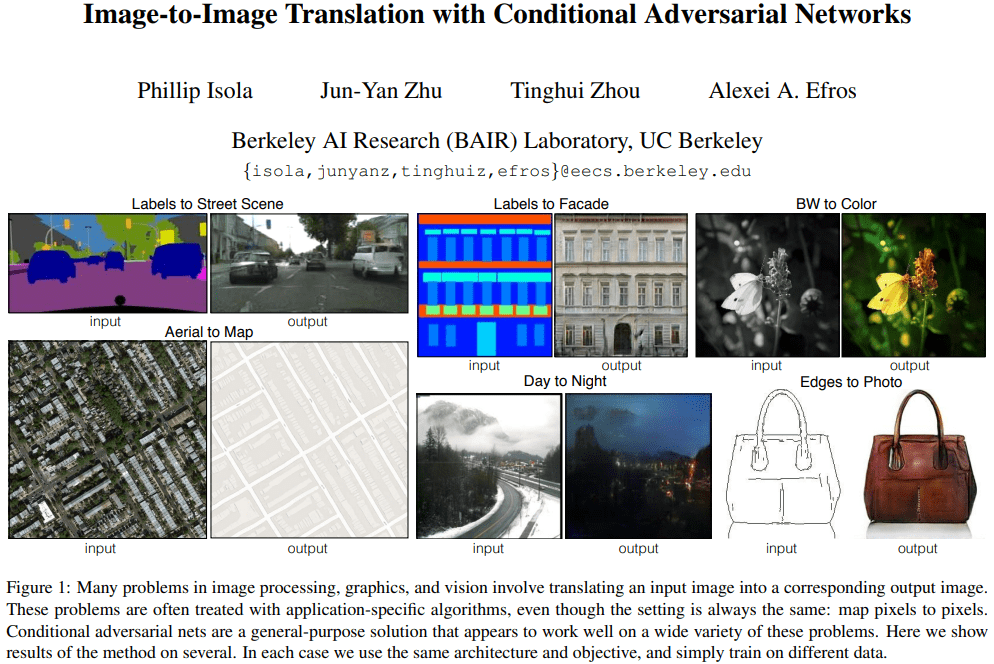 Image-to-Image Translation with Conditional Adversarial Networks
Phillip Isola Jun-Yan Zhu Tinghui Zhou Alexei A. Efros
Berkeley AI Research (BAIR) Laboratory, UC Berkeley
{isola,junyanz,tinghuiz,efros}@eecs.berkeley.edu
Labels to Street Scene
input output
Aerial to Map
input output
Labels to Facade
input output
BW to Color
input output
Day to Night
input output
Edges to Photo
input output
Figure 1: Many problems in image processing, graphics, and vision involve translating an input image into a corresponding output image.
These problems are often treated with application-specific algorithms, even though the setting is always the same: map pixels to pixels.
Conditional adversarial nets are a general-purpose solution that appears to work well on a wide variety of these problems. Here we show
results of the method on several. In each case we use the same architecture and objective, and simply train on different data.